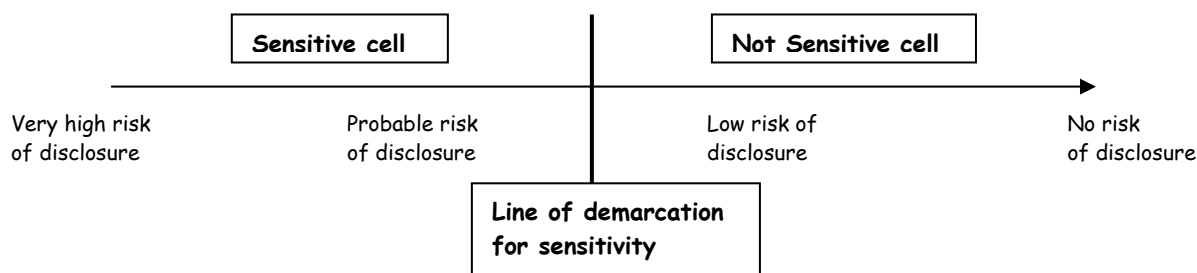 Sensitive cell
Not Sensitive cell
Very high risk
of disclosure
Probable risk
of disclosure
Low risk of
disclosure
No risk
of disclosure
Line of demarcation
for sensitivity